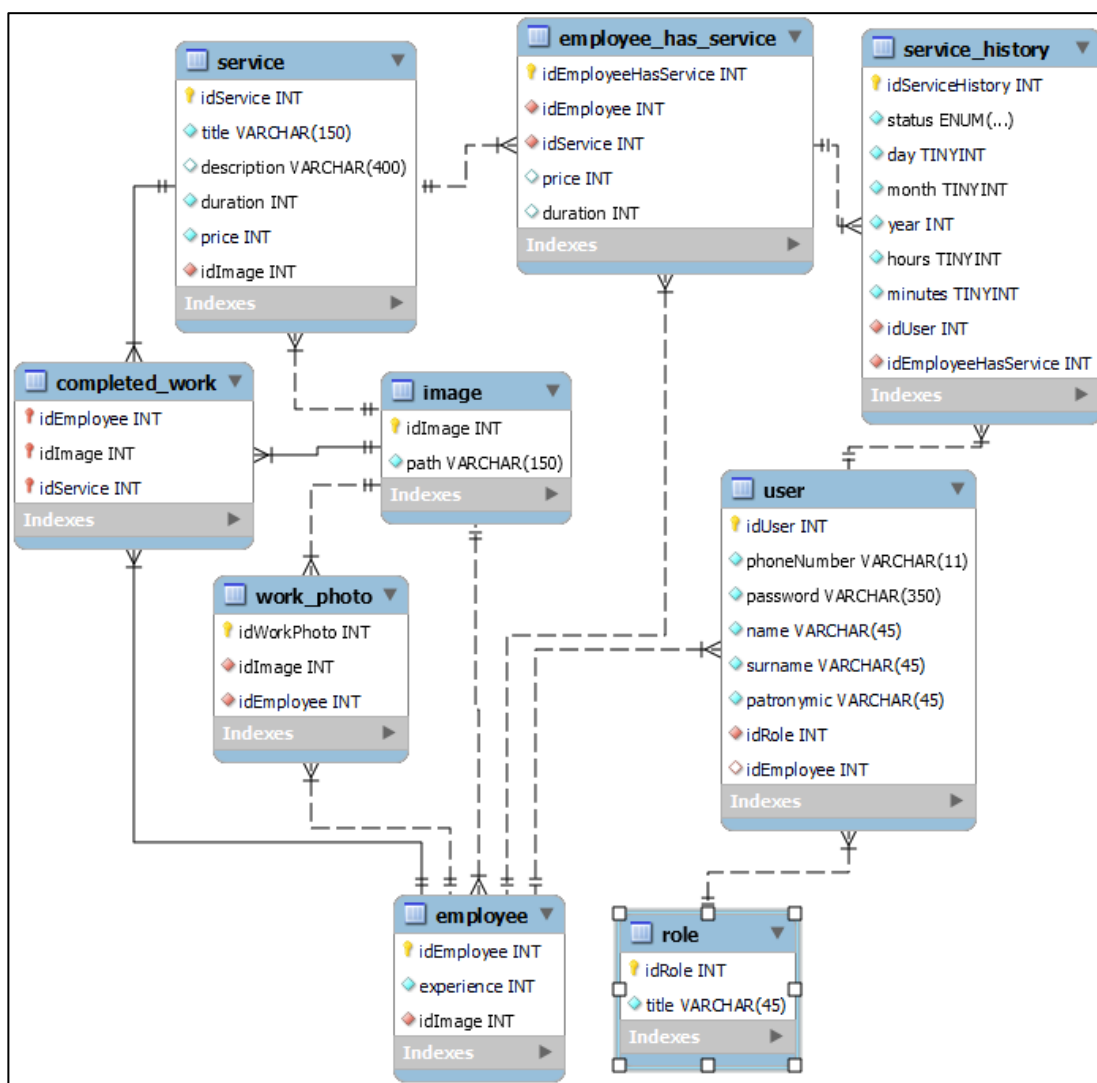 service
idService INT
title VARCHAR(150)
description VARCHAR(400)
duration INT
price INT
idImage INT
Indexes
employee_has_service
idEmployeeHasService INT
idEmployee INT
idService INT
price INT
duration INT
Indexes
service_history
idServiceHistory INT
status ENUM(...)
day TINYINT
month TINYINT
year INT
hours TINYINT
minutes TINYINT
idUser INT
idEmployeeHasService INT
Indexes
completed_work
idEmployee INT
idImage INT
idService INT
Indexes
image
idImage INT
path VARCHAR(150)
Indexes
work_photo
idWorkPhoto INT
idImage INT
idEmployee INT
Indexes
user
idUser INT
phoneNumber VARCHAR(11)
password VARCHAR(350)
name VARCHAR(45)
surname VARCHAR(45)
patronymic VARCHAR(45)
idRole INT
idEmployee INT
Indexes
employee
idEmployee INT
experience INT
idImage INT
Indexes
role
idRole INT
title VARCHAR(45)
Indexes